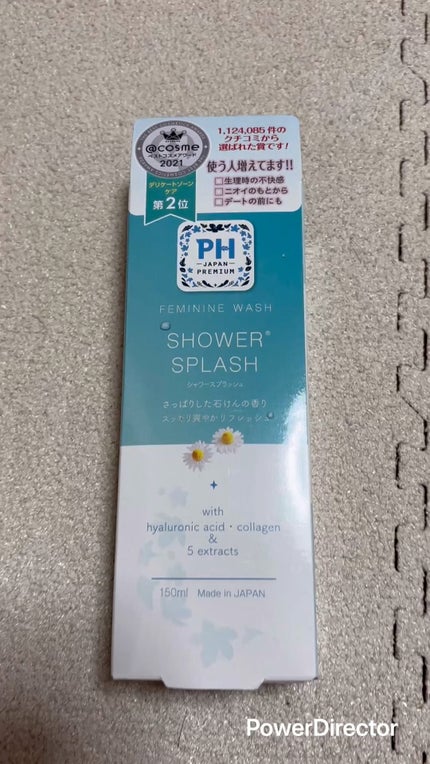 @cosme
ベストコスメアワード
2021
デリケートゾーン
ケア
第2位
1,124,085件の
クチコミから
選ばれた賞です!
使う人増えてます!!
□生理時の不快感
□ニオイのもとから
□デートの前にも
PH
JAPAN
PREMIUM
FEMININE WASH
SHOWER®
SPLASH
シャワースプラッシュ
さっぱりした石けんの香り
スッキリ爽やかリフレッシュ
with
hyaluronic acid・collagen
&
5 extracts
150ml Made in JAPAN
PowerDirector